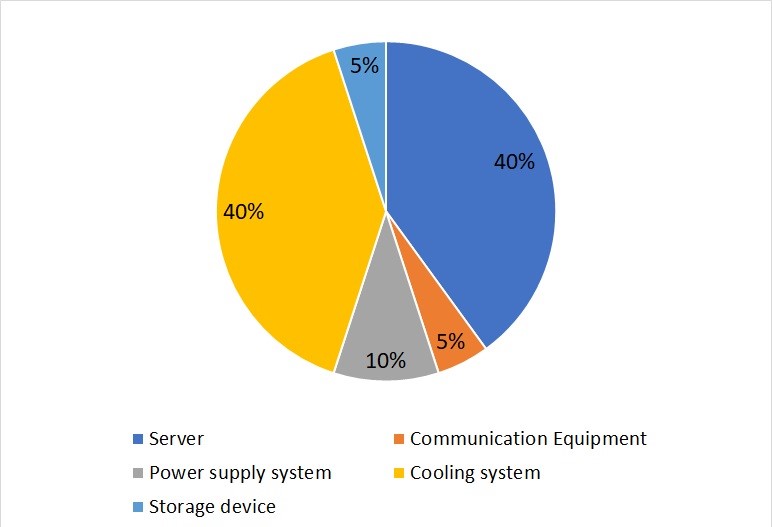 5%
40%
40%
5%
10%
Server
Communication Equipment
Power supply system
Cooling system
Storage device